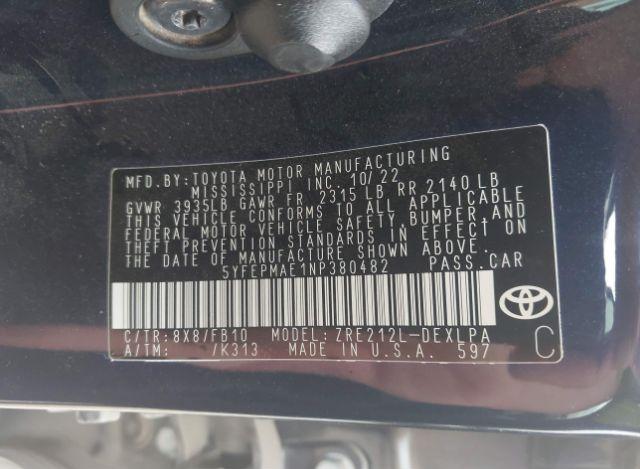 MFD.BY:TOYOTA MOTOR MANUFACTURING
MISSISSIPPI INC. 10/22
GVWR 3935LB GAWR FR 2315 LB RR 2140 LB
THIS VEHICLE CONFORMS TO ALL APPLICABLE
FEDERAL MOTOR VEHICLE SAFETY, BUMPER AND
THEFT PREVENTION STANDARDS IN EFFECT ON
THE DATE OF MANUFACTURE SHOWN ABOVE.
5YFEPMAE1NP380482 PASS.CAR
C/TR: 8X8/FB10 MODEL: ZRE212L-DEXLPA
A/TM: /K313 MADE IN U.S.A. 597
C